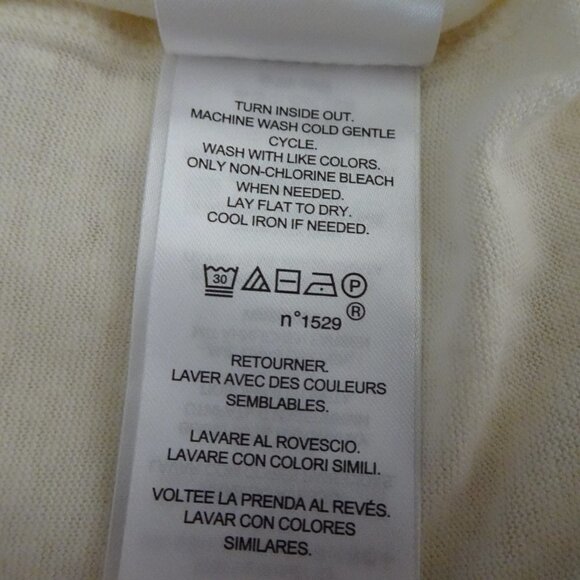 TURN INSIDE OUT.
MACHINE WASH COLD GENTLE
CYCLE.
WASH WITH LIKE COLORS.
ONLY NON-CHLORINE BLEACH
WHEN NEEDED.
LAY FLAT TO DRY.
COOL IRON IF NEEDED.
30 P
n°1529 ®
RETOURNER.
LAVER AVEC DES COULEURS
SEMBLABLES.
LAVARE AL ROVESCIO.
LAVARE CON COLORI SIMILI.
VOLTEE LA PRENDA AL REVÉS.
LAVAR CON COLORES
SIMILARES.